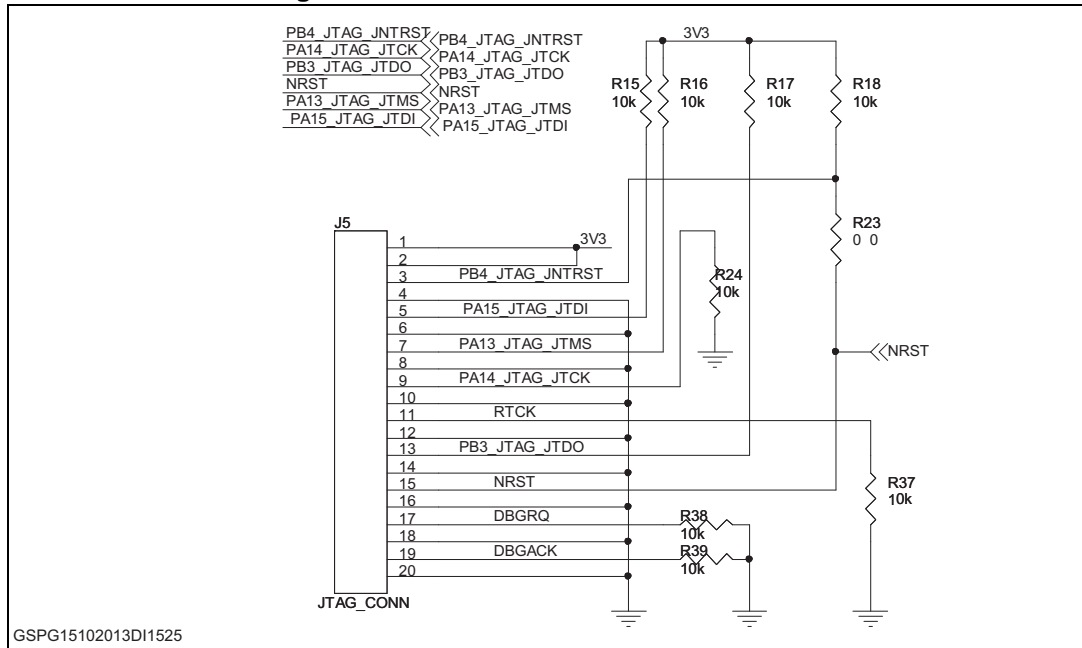 PB4_JTAG_JNTRST
PA14_JTAG_JTCK
PB3_JTAG_JTDO
NRST
PA13_JTAG_JTMS
PA15_JTAG_JTDI
PB4_JTAG_JNTRST
PA14_JTAG_JTCK
PB3_JTAG_JTDO
NRST
PA13_JTAG_JTMS
PA15_JTAG_JTDI
3V3
R15
10k
R16
10k
R17
10k
R18
10k
R23
0 0
J5
1
3V3
2
3 PB4_JTAG_JNTRST
R24
10k
4
5 PA15_JTAG_JTDI
6
7 PA13_JTAG_JTMS
NRST
8
9 PA14_JTAG_JTCK
10
11 RTCK
12
13 PB3_JTAG_JTDO
14
15 NRST
R37
10k
16
17 DBGRQ
R38
10k
18
19 DBGACK
R39
10k
20
JTAG_CONN
GSPG15102013DI1525